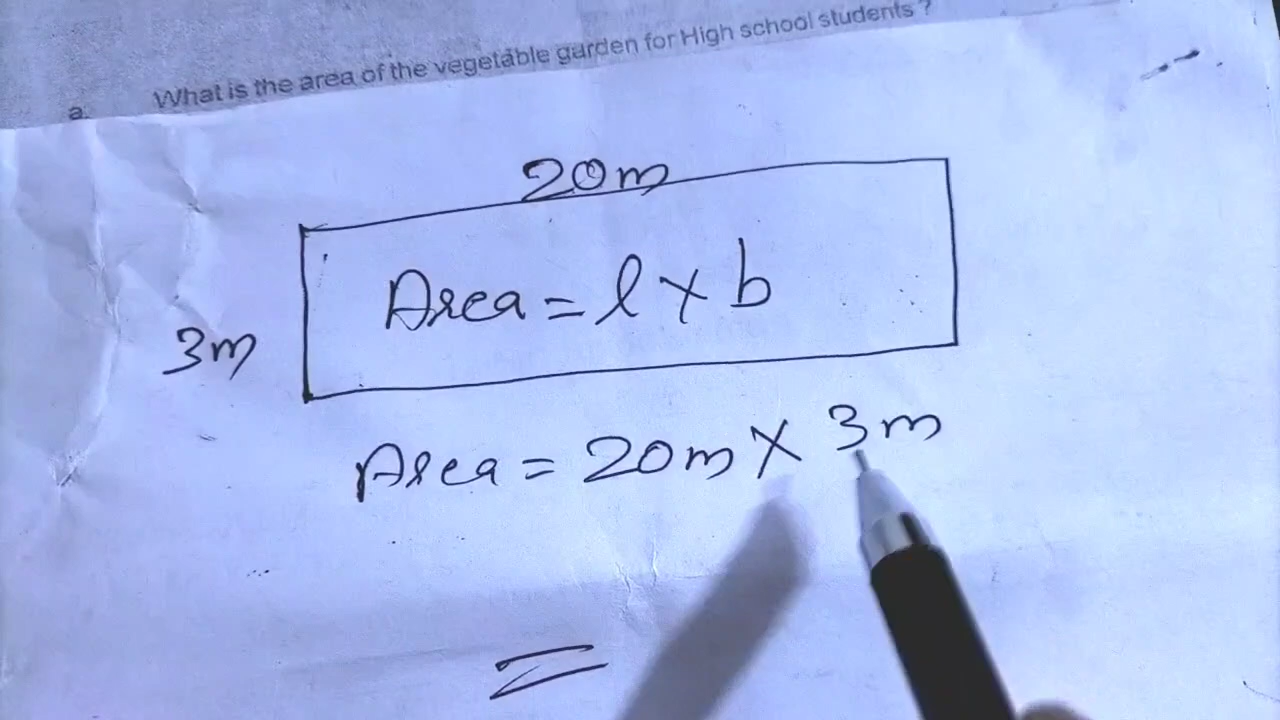 a. What is the area of the vegetable garden for High school students ?
20m
Area = l x b
3m
Area = 20m X 3m
=